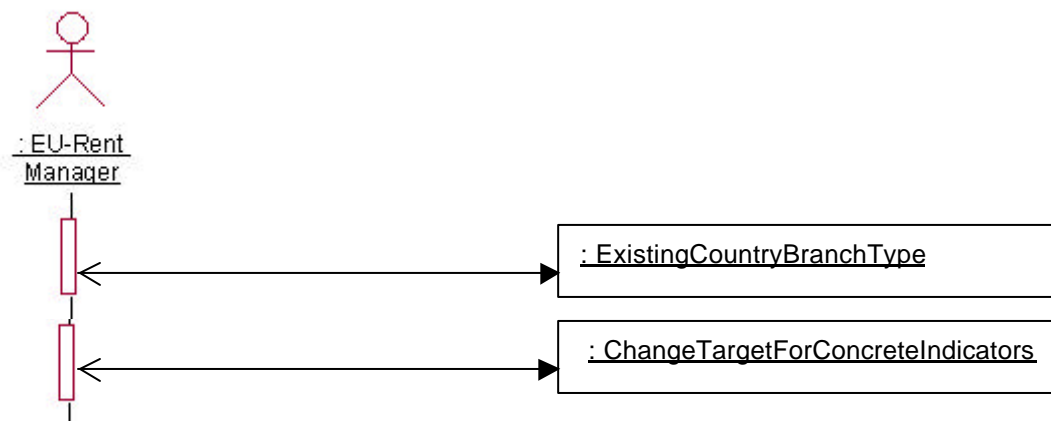 : EU-Rent
Manager
: ExistingCountryBranchType
: ChangeTargetForConcreteIndicators